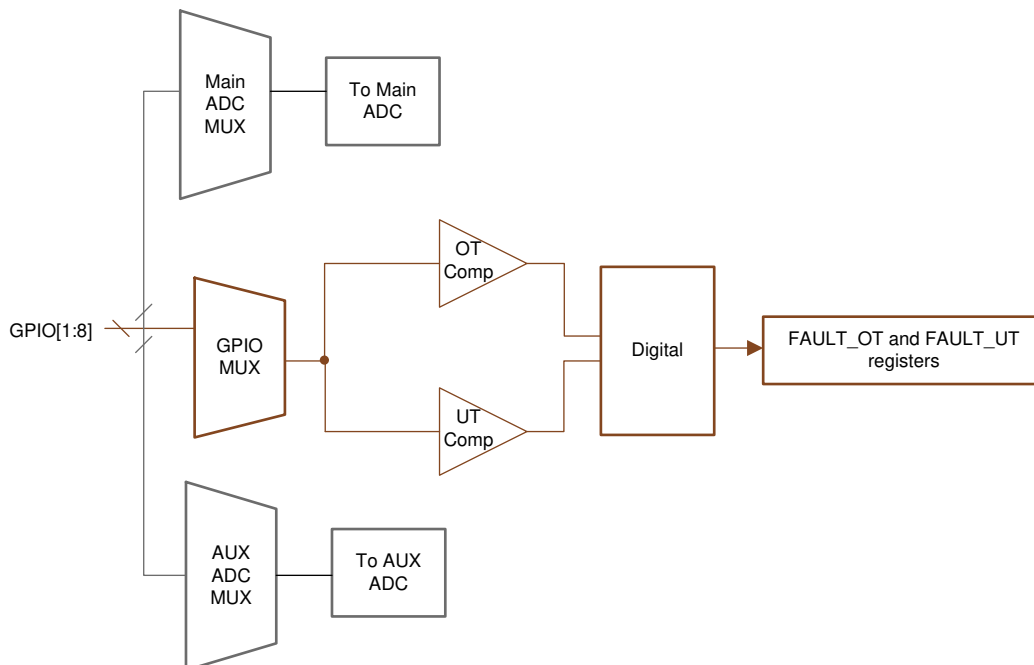 Main
ADC
MUX
To Main
ADC
OT
Comp
GPIO[1:8]
GPIO
MUX
Digital
FAULT_OT and FAULT_UT
registers
UT
Comp
AUX
ADC
MUX
To AUX
ADC